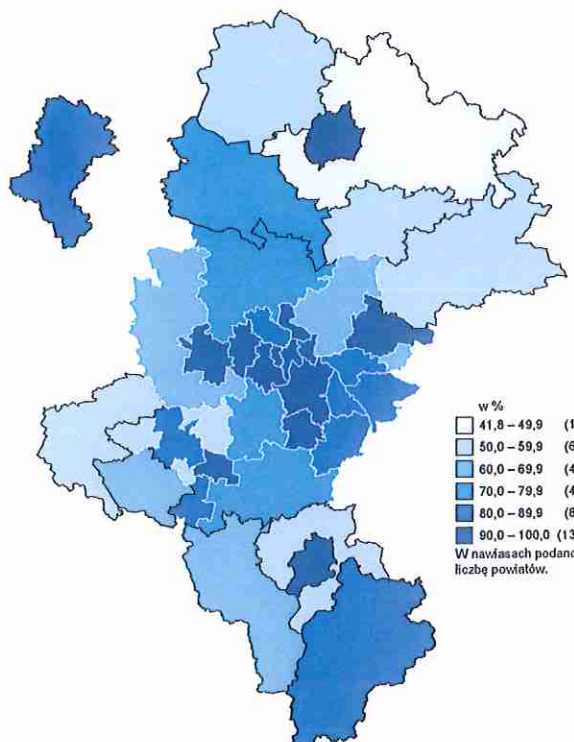 w %
41,8 – 49,9 (1
50,0 – 59,9 (6
60,0 – 69,9 (4
70,0 – 79,9 (4
80,0 – 89,9 (8
90,0 – 100,0 (13
W nawiasach podano
liczbę powiatów.